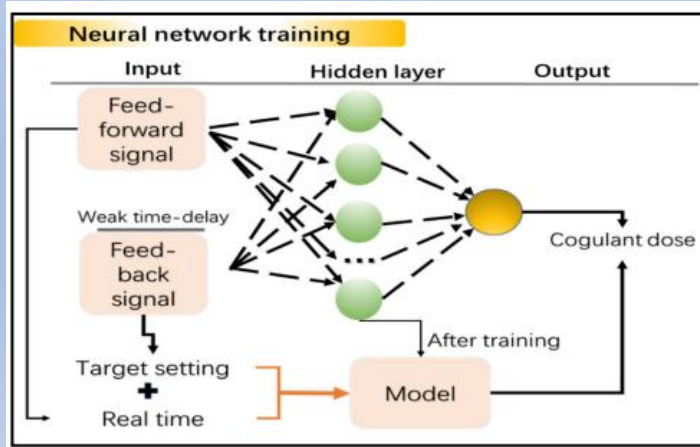 Neural network training
Input
Hidden layer
Output
Feed-
forward
signal
Weak time-delay
Feed-
back
signal
Cogulant dose
After training
Target setting
+
Real time
Model